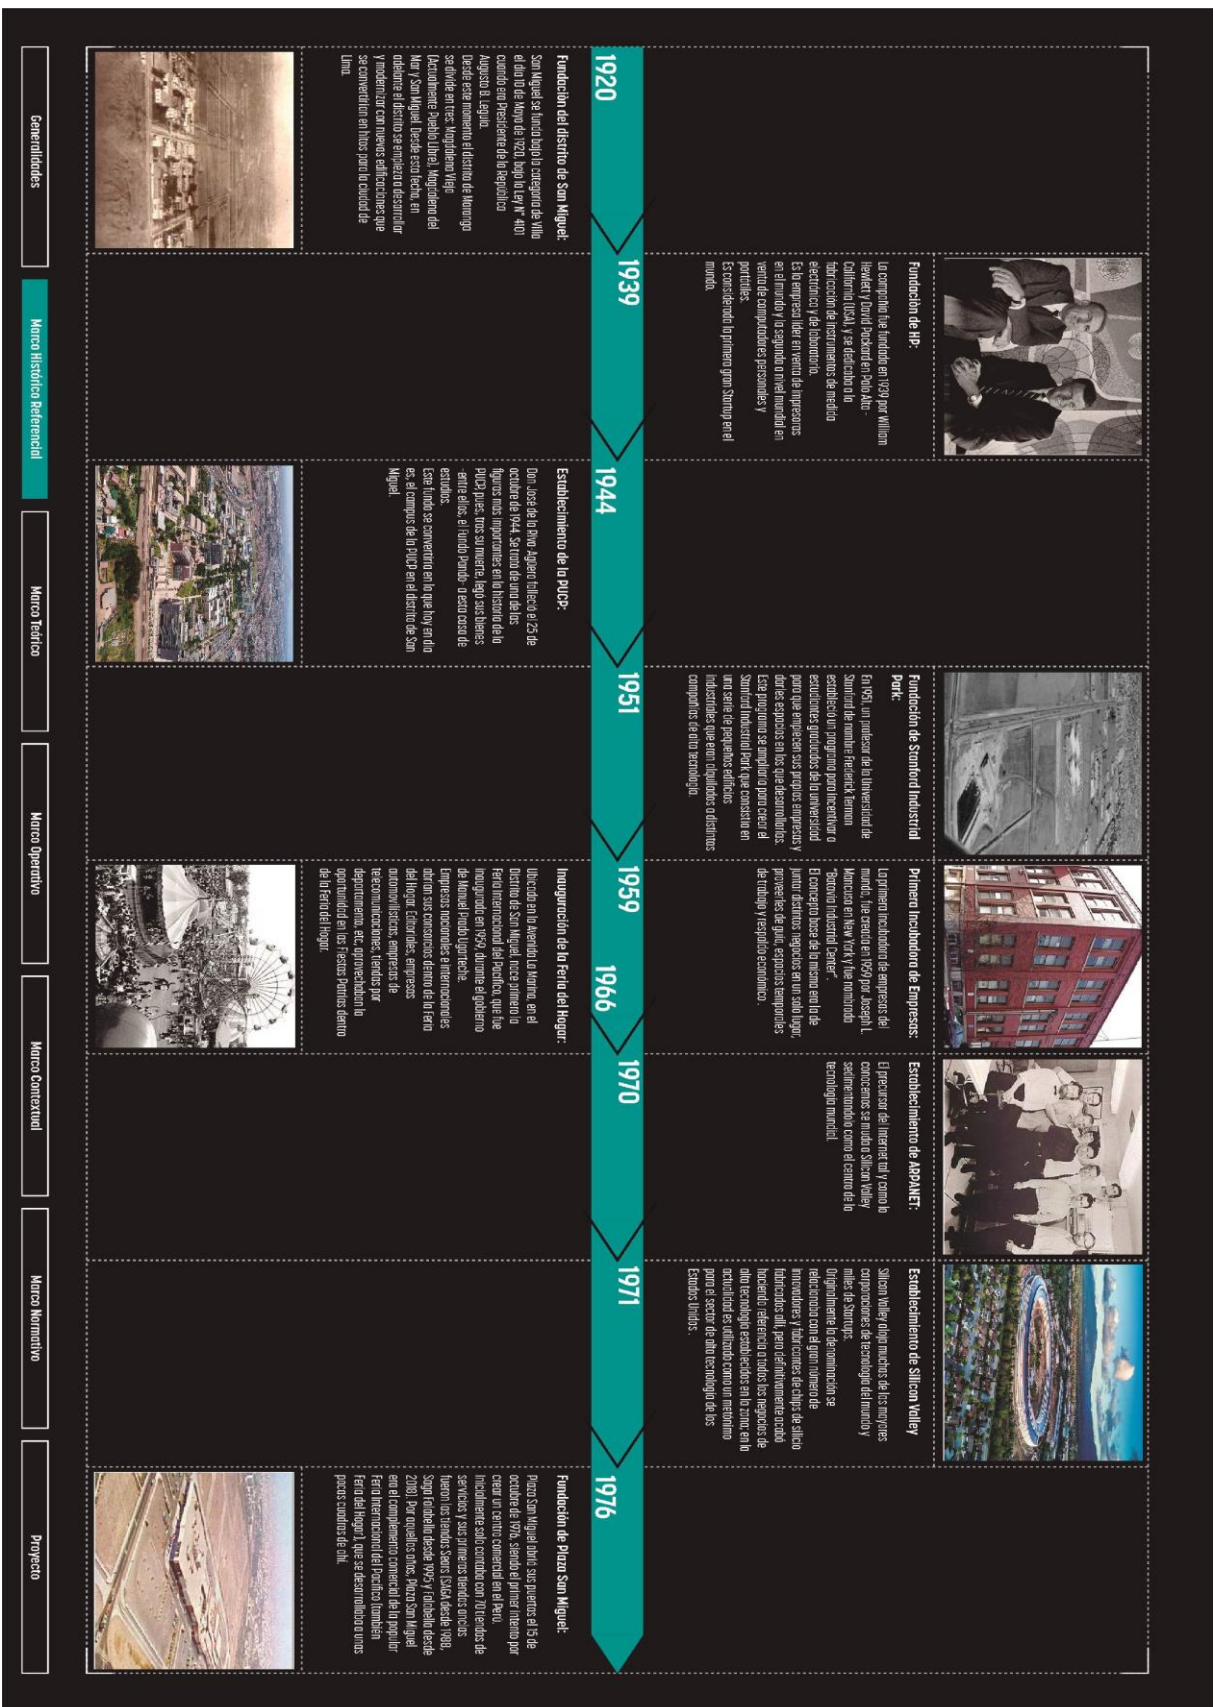 1920
Fundación del distrito de San Miguel:
San Miguel se funda bajo la categoría de Villa
el día 10 de Mayo de 1920, bajo la Ley N° 4101
cuando era Presidente de la República
Augusto B. Leguía.
Desde este momento el distrito de Maranga
se divide en tres: Magdalena Vieja
(Actualmente Pueblo Libre), Magdalena del
Mar y San Miguel. Desde esta fecha, en
adelante el distrito se empieza a desarrollar
y modernizar con nuevas edificaciones que
se convertirían en hitos para la ciudad de
Lima.
1939
Fundación de HP:
La compañía fue fundada en 1939 por William
Hewlett y David Packard en Palo Alto -
California (USA), y se dedicaba a la
fabricación de instrumentos de medida
electrónica y de laboratorio.
Es la empresa líder en venta de impresoras
en el mundo y la segunda a nivel mundial en
venta de computadores personales y
portátiles.
Es considerada la primera gran Startup en el
mundo.
1944
Establecimiento de la PUCP:
Don José de la Riva-Agüero falleció el 25 de
octubre de 1944. Se trató de una de las
figuras más importantes en la historia de la
PUCP, pues, tras su muerte, legó sus bienes
-entre ellos, el Fundo Pando- a esta casa de
estudios.
Este fundo se convertiría en lo que hoy en día
es, el campus de la PUCP en el distrito de San
Miguel.
1951
Fundación de Stanford Industrial
Park:
En 1951, un profesor de la Universidad de
Stanford de nombre Frederick Terman
estableció un programa para incentivar a
estudiantes graduados de la universidad
para que empiecen sus propias empresas y
darles espacios en los que desarrollarlas.
Este programa se ampliaría para crear el
Stanford Industrial Park que consistía en
una serie de pequeños edificios
industriales que eran alquilados a distintas
compañías de alta tecnología.
1959
Primera Incubadora de Empresas:
La primera incubadora de empresas del
mundo, fue creada en 1959 por Joseph L.
Mancuso en New York y fue nombrada
"Batavia Industrial Center".
El concepto base de la misma era la de
juntar distintos negocios en un solo lugar,
proveerles de guía, espacios temporales
de trabajo y respaldo económico.
1966
Inauguración de la Feria del Hogar:
Ubicada en la Avenida La Marina, en el
Distrito de San Miguel, nace primero la
Feria Internacional del Pacífico, que fue
inaugurada en 1959, durante el gobierno
de Manuel Prado Ugarteche.
Empresas nacionales e internacionales
abrían sus consorcios dentro de la Feria
del Hogar. Editoriales, empresas
automovilísticas, empresas de
telecomunicaciones, tiendas por
departamento, etc, aprovechaban la
oportunidad en las Fiestas Patrias dentro
de la Feria del Hogar.
1970
Establecimiento de ARPANET:
El precursor del Internet tal y como lo
conocemos se muda a Silicon Valley
sedimentandolo como el centro de la
tecnología mundial.
1971
Establecimiento de Sillicon Valley
Silicon Valley aloja muchas de las mayores
corporaciones de tecnología del mundo y
miles de Startups.
Originalmente la denominación se
relacionaba con el gran número de
innovadores y fabricantes de chips de silicio
fabricados allí, pero definitivamente acabó
haciendo referencia a todos los negocios de
alta tecnología establecidos en la zona; en la
actualidad es utilizado como un metónimo
para el sector de alta tecnología de los
Estados Unidos.
1976
Fundación de Plaza San Miguel:
Plaza San Miguel abrió sus puertas el 15 de
octubre de 1976, siendo el primer intento por
crear un centro comercial en el Perú.
Inicialmente solo contaba con 70 tiendas de
servicios y sus primeras tiendas anclas
fueron las tiendas Sears (SAGA desde 1988,
Saga Falabella desde 1995 y Falabella desde
2018). Por aquellos años, Plaza San Miguel
era el complemento comercial de la popular
Feria Internacional del Pacífico (también
Feria del Hogar), que se desarrollaba a unas
pocas cuadras de ahí.
Generalidades
Marco Histórico Referencial
Marco Teórico
Marco Operativo
Marco Contextual
Marco Normativo
Proyecto